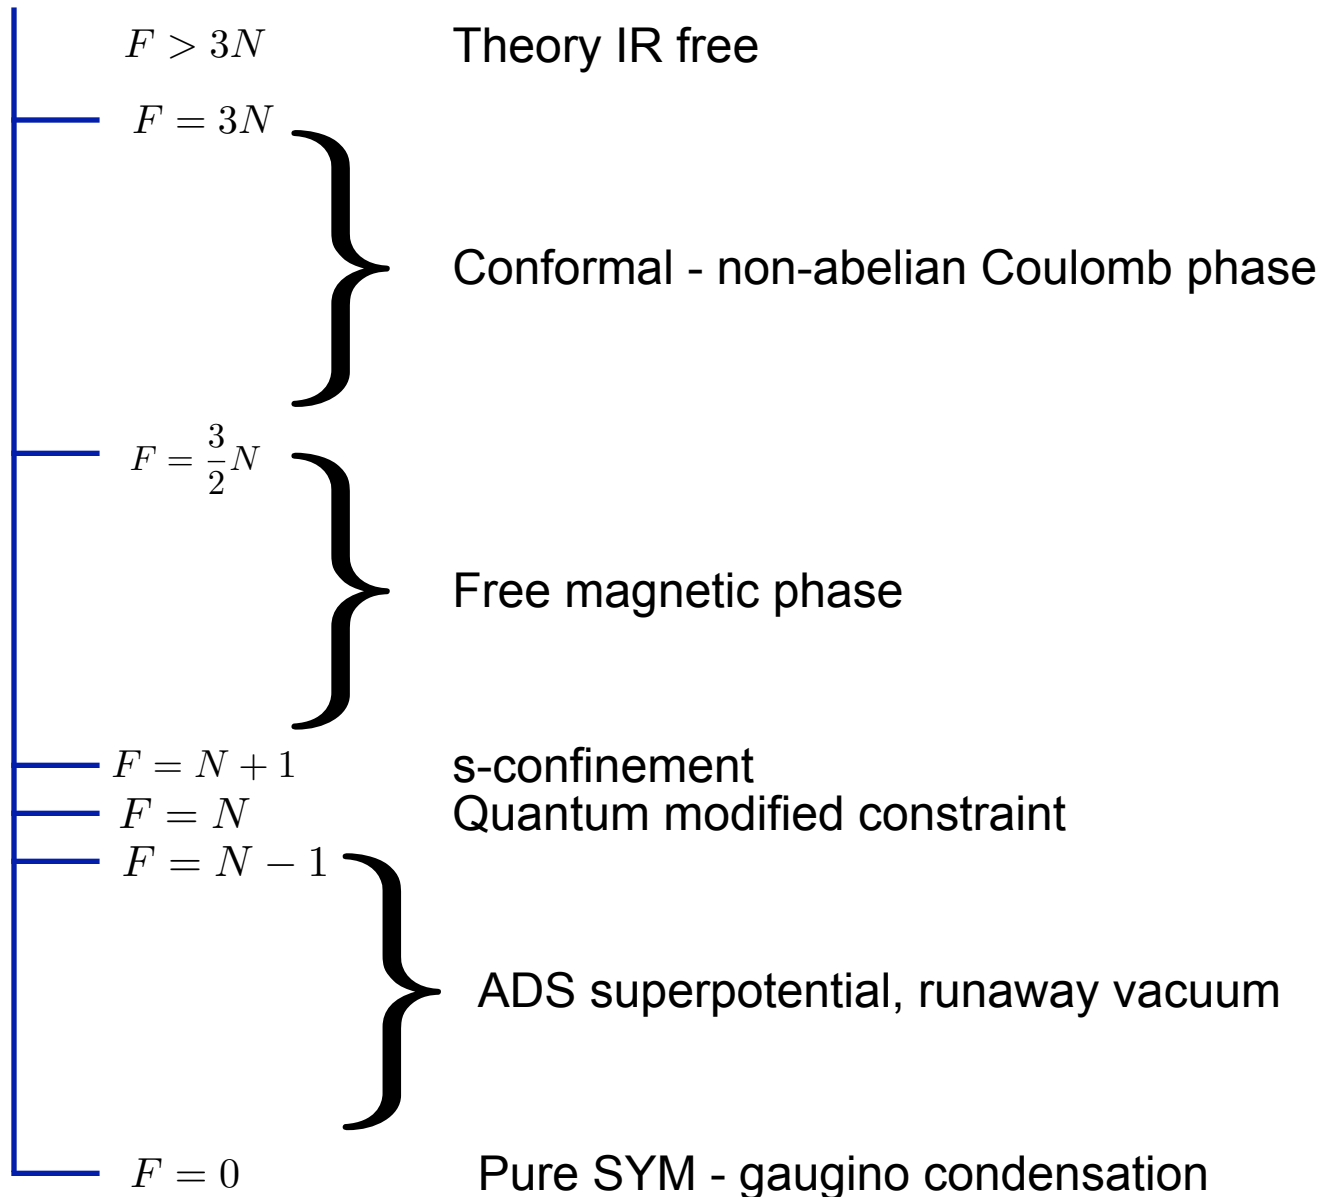 F > 3N Theory IR free
F = 3N
Conformal - non-abelian Coulomb phase
F = \frac{3}{2}N
Free magnetic phase
F = N + 1 s-confinement
F = N Quantum modified constraint
F = N − 1
ADS superpotential, runaway vacuum
F = 0 Pure SYM - gaugino condensation